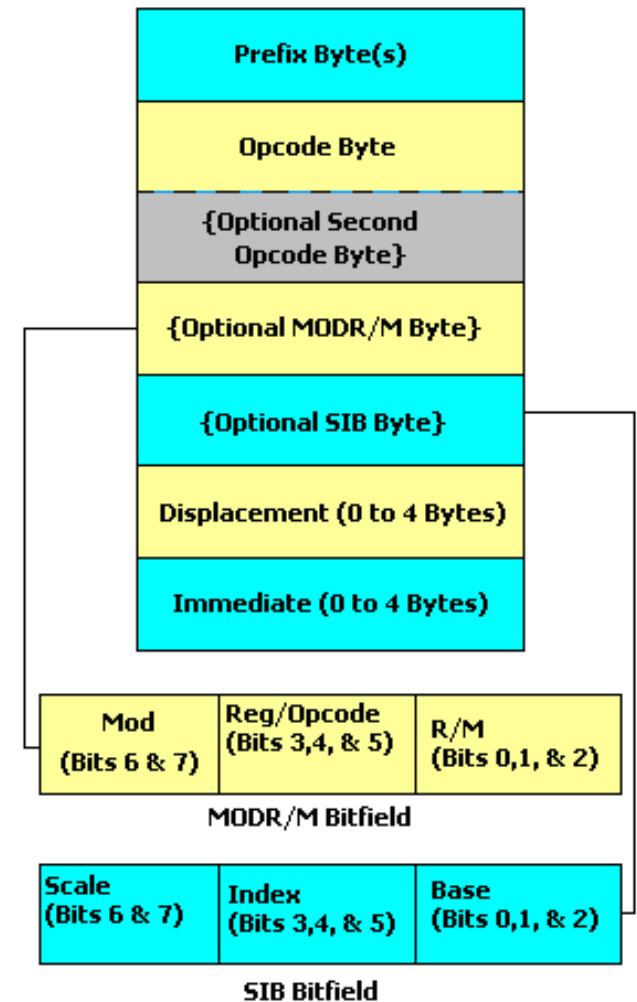 Prefix Byte(s)
Opcode Byte
{Optional Second
Opcode Byte}
{Optional MODR/M Byte}
{Optional SIB Byte}
Displacement (0 to 4 Bytes)
Immediate (0 to 4 Bytes)
Mod
(Bits 6 & 7)
Reg/Opcode
(Bits 3,4, & 5)
R/M
(Bits 0,1, & 2)
MODR/M Bitfield
Scale
(Bits 6 & 7)
Index
(Bits 3,4, & 5)
Base
(Bits 0,1, & 2)
SIB Bitfield